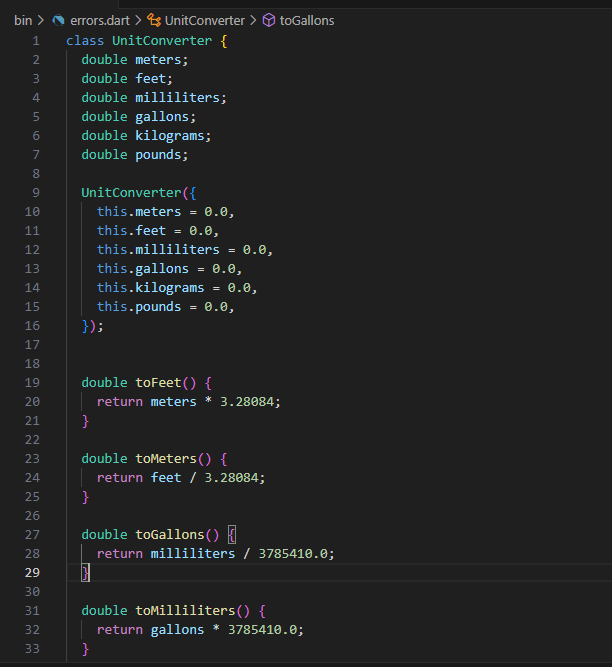 bin > errors.dart > UnitConverter > toGallons
1 class UnitConverter {
2 double meters;
3 double feet;
4 double milliliters;
5 double gallons;
6 double kilograms;
7 double pounds;
8
9 UnitConverter({
10 this.meters = 0.0,
11 this.feet = 0.0,
12 this.milliliters = 0.0,
13 this.gallons = 0.0,
14 this.kilograms = 0.0,
15 this.pounds = 0.0,
16 });
17
18
19 double toFeet() {
20 return meters * 3.28084;
21 }
22
23 double toMeters() {
24 return feet / 3.28084;
25 }
26
27 double toGallons() {
28 return milliliters / 3785410.0;
29 }
30
31 double toMilliliters() {
32 return gallons * 3785410.0;
33 }